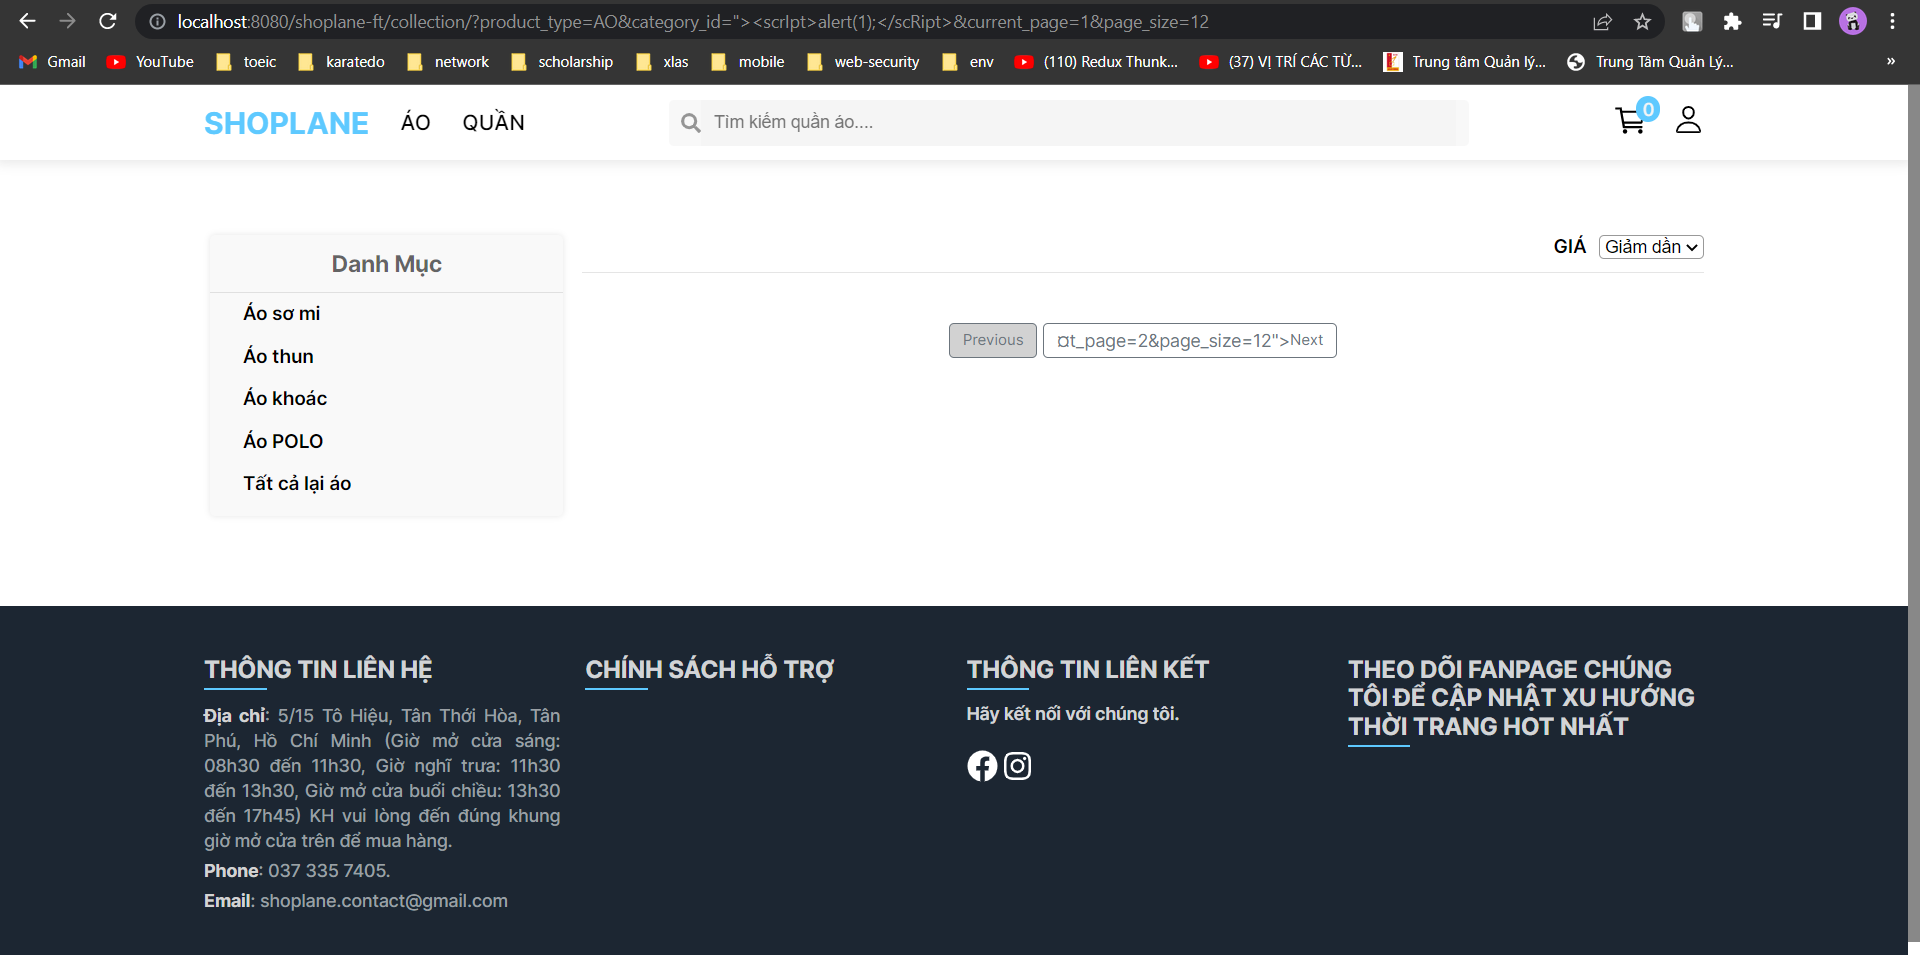 localhost:8080/shoplane-ft/collection/?product_type=AO&category_id="><scrIpt>alert(1);</scRipt>&current_page=1&page_size=12
Gmail YouTube toeic karatedo network scholarship xlas mobile web-security env (110) Redux Thunk... (37) VỊ TRÍ CÁC TỪ... Trung tâm Quản lý... Trung Tâm Quản Lý... »
SHOPLANE ÁO QUẦN Tìm kiếm quần áo.... 0
GIÁ Giảm dần
Danh Mục
Áo sơ mi
Áo thun
Áo khoác
Áo POLO
Tất cả lại áo
Previous ¤t_page=2&page_size=12">Next
THÔNG TIN LIÊN HỆ
Địa chỉ: 5/15 Tô Hiệu, Tân Thới Hòa, Tân
Phú, Hồ Chí Minh (Giờ mở cửa sáng:
08h30 đến 11h30, Giờ nghĩ trưa: 11h30
đến 13h30, Giờ mở cửa buổi chiều: 13h30
đến 17h45) KH vui lòng đến đúng khung
giờ mở cửa trên để mua hàng.
Phone: 037 335 7405.
Email: shoplane.contact@gmail.com
CHÍNH SÁCH HỖ TRỢ
THÔNG TIN LIÊN KẾT
Hãy kết nối với chúng tôi.
THEO DÕI FANPAGE CHÚNG
TÔI ĐỂ CẬP NHẬT XU HƯỚNG
THỜI TRANG HOT NHẤT